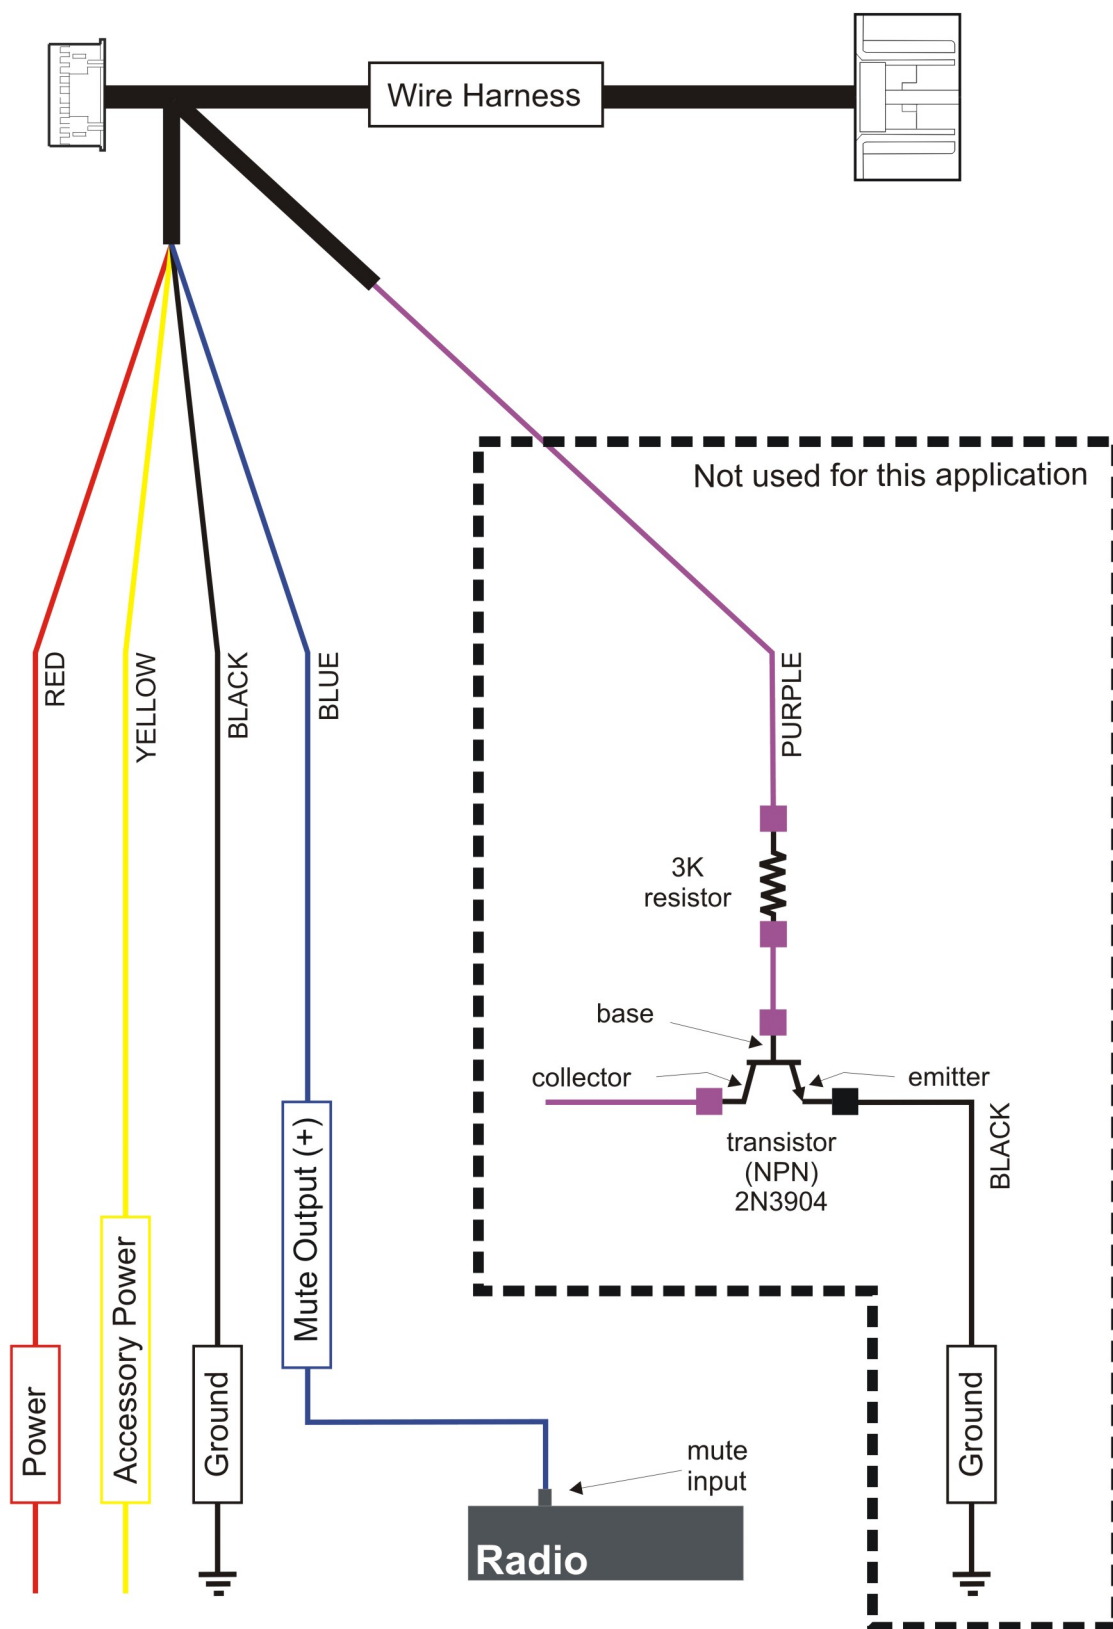 Wire Harness
Not used for this application
RED
YELLOW
BLACK
BLUE
PURPLE
3K
resistor
base
collector
emitter
transistor
(NPN)
2N3904
BLACK
Mute Output (+)
Accessory Power
Power
Ground
Ground
mute
input
Radio